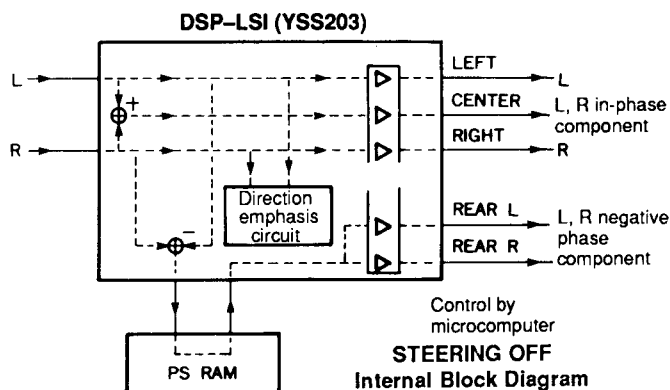 DSP–LSI (YSS203)
L
R
+
–
Direction
emphasis
circuit
LEFT
CENTER
RIGHT
REAR L
REAR R
L
L, R in-phase
component
R
L, R negative
phase
component
PS RAM
Control by
microcomputer
STEERING OFF
Internal Block Diagram